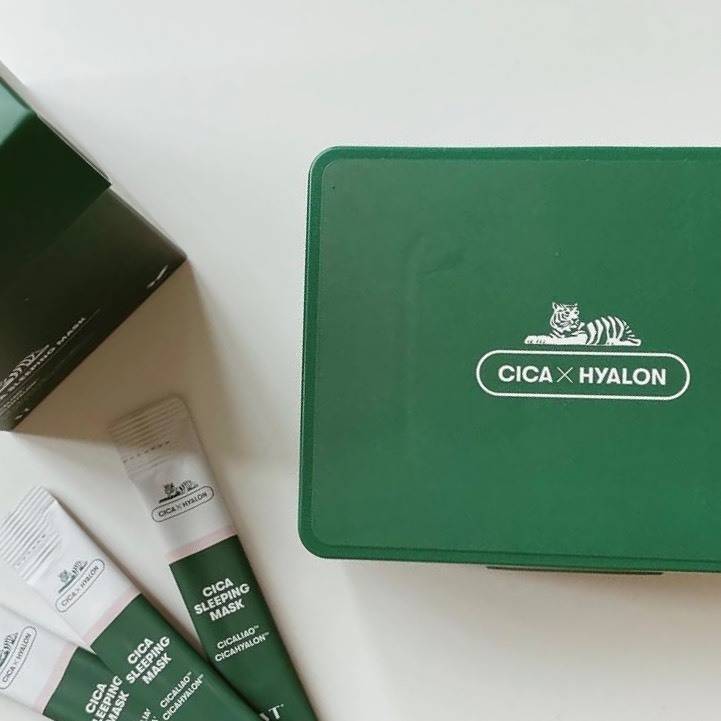 CICA × HYALON
SLEEPING MASK
CICA × HYALON
CICA
SLEEPING
MASK
CICALIAO™
CICAHYALON™
CICA × HYALON
CICA
SLEEPING
MASK
CICALIAO™
CICAHYALON™
CICA × HYALON
CICA
SLEEPING
MASK